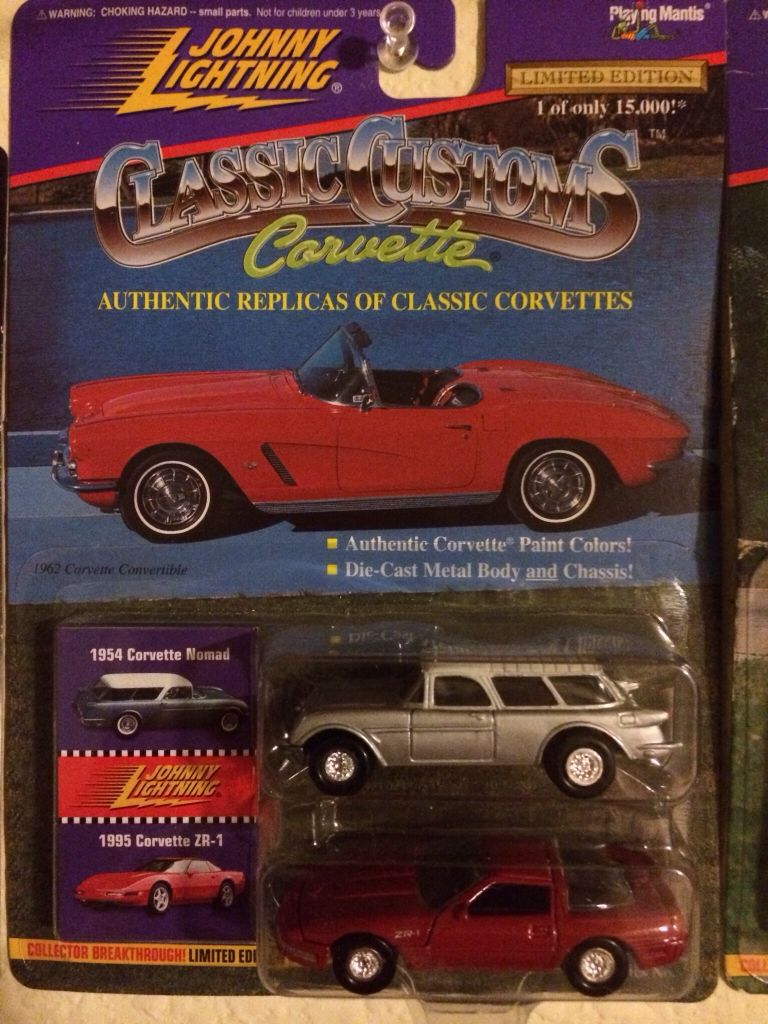 WARNING: CHOKING HAZARD -- small parts. Not for children under 3 years
Playing Mantis®
JOHNNY LIGHTNING®
LIMITED EDITION
1 of only 15,000!*
CLASSIC CUSTOMS™
Corvette®
AUTHENTIC REPLICAS OF CLASSIC CORVETTES
Authentic Corvette® Paint Colors!
1962 Corvette Convertible
Die-Cast Metal Body and Chassis!
1954 Corvette Nomad
JOHNNY LIGHTNING
1995 Corvette ZR-1
ZR-1
COLLECTOR BREAKTHROUGH! LIMITED EDI